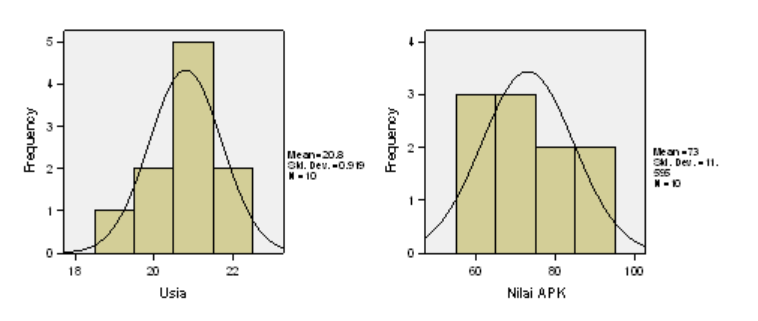 5
4
3
2
1
0
Frequency
18
20
22
Usia
Mean =20.8
Std. Dev. =0.919
N =10
4
3
2
1
0
Frequency
60
80
100
Nilai APK
Mean =73
Std. Dev. =11.
595
N =10